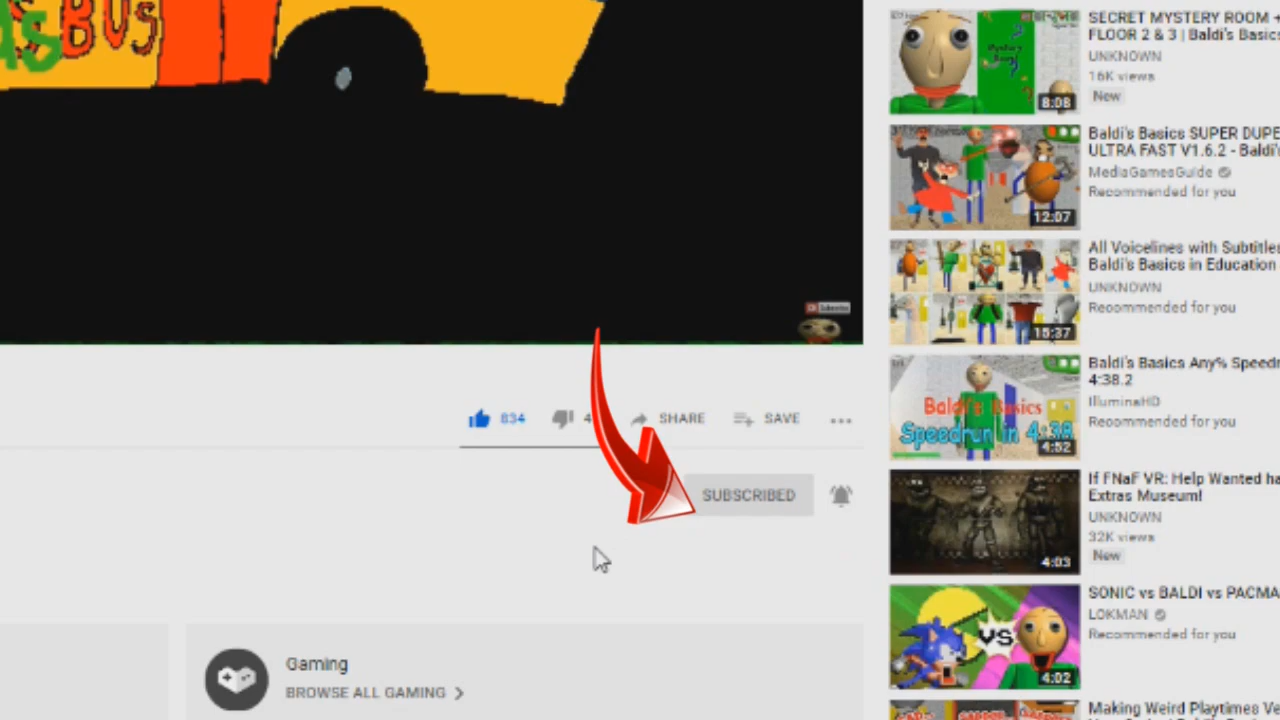 BUS
834
SHARE
SAVE
SUBSCRIBED
Gaming
BROWSE ALL GAMING
8:08
SECRET MYSTERY ROOM +
FLOOR 2 & 3 | Baldi's Basics
UNKNOWN
16K views
New
12:07
Baldi's Basics SUPER DUPE
ULTRA FAST V1.6.2 - Baldi's
MediaGamesGuide
Recommended for you
15:37
All Voicelines with Subtitles
Baldi's Basics in Education
UNKNOWN
Recommended for you
Baldi's Basics
Speedrun in 4:38
4:52
Baldi's Basics Any% Speedr
4:38.2
IlluminaHD
Recommended for you
4:03
If FNaF VR: Help Wanted ha
Extras Museum!
UNKNOWN
32K views
New
VS
4:02
SONIC vs BALDI vs PACMA
LOKMAN
Recommended for you
Making Weird Playtimes Ve